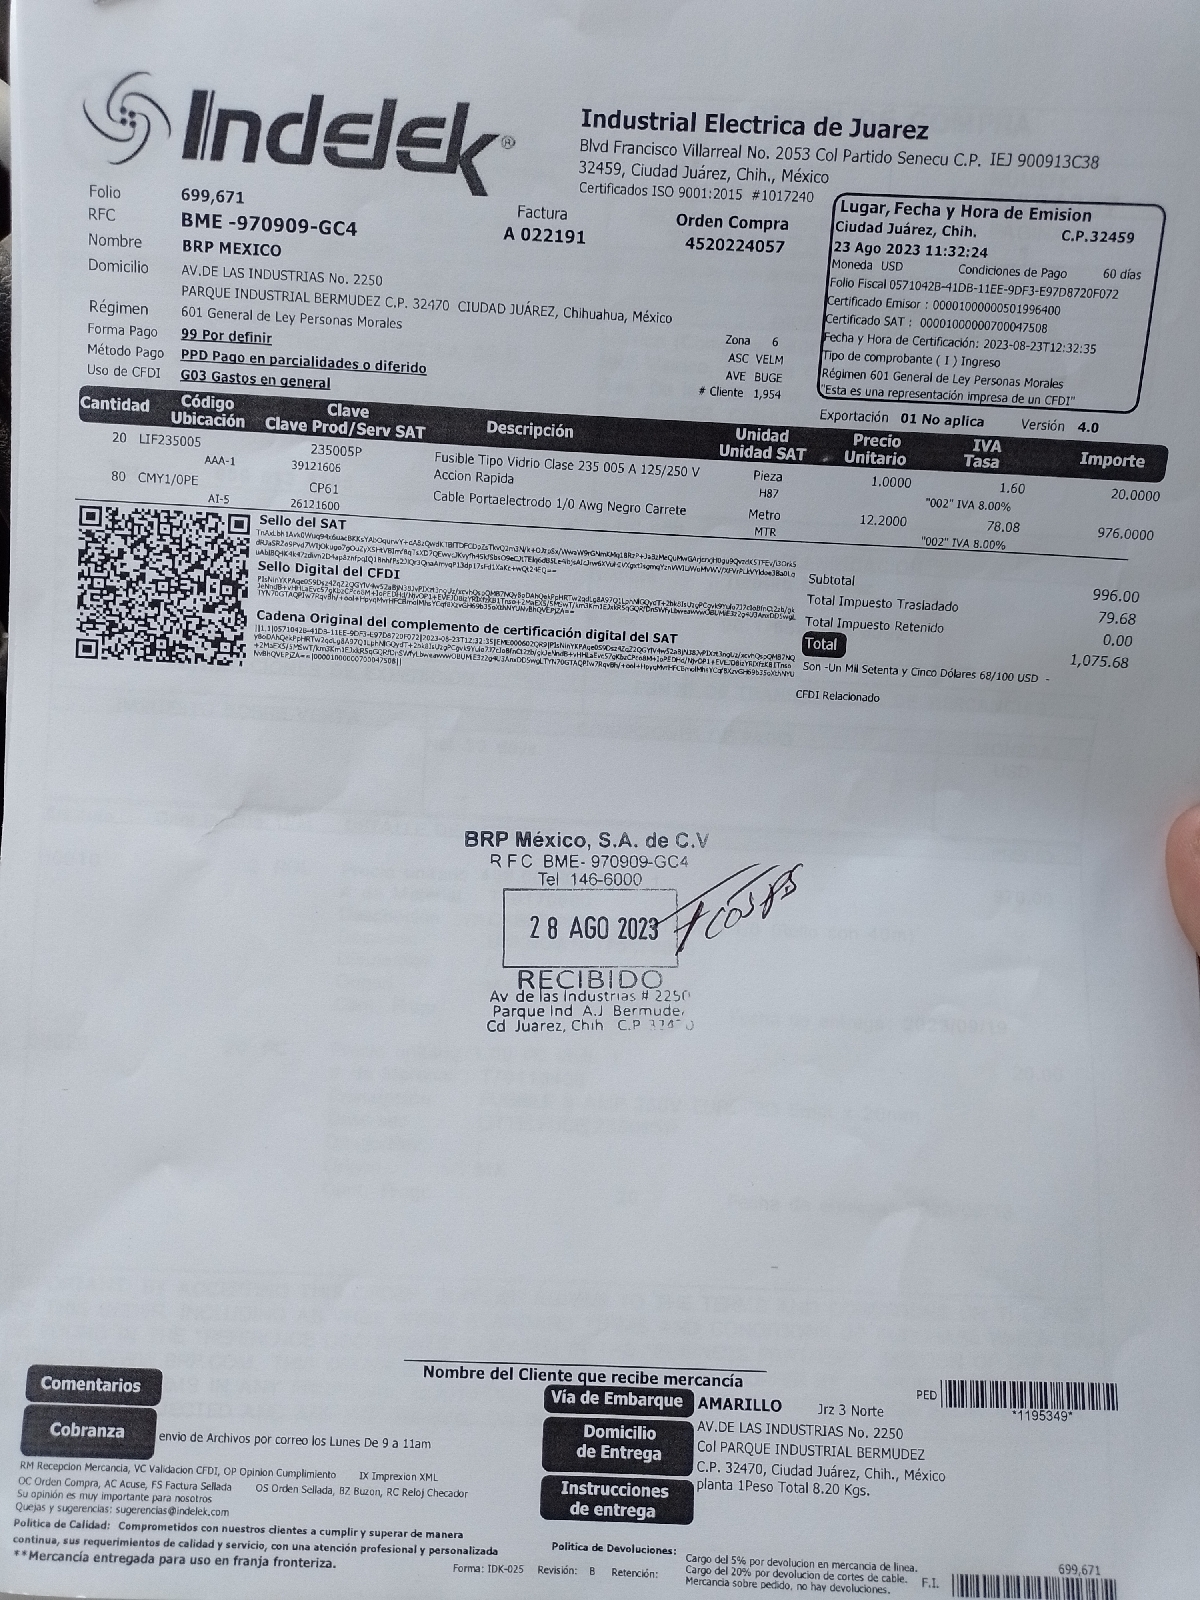 Indelek®
Industrial Electrica de Juarez
Blvd Francisco Villarreal No. 2053 Col Partido Senecu C.P. IEJ 900913C38
32459, Ciudad Juárez, Chih., México
Certificados ISO 9001:2015 #1017240
Folio 699,671
RFC BME -970909-GC4
Nombre BRP MEXICO
Domicilio AV.DE LAS INDUSTRIAS No. 2250
PARQUE INDUSTRIAL BERMUDEZ C.P. 32470 CIUDAD JUÁREZ, Chihuahua, México
Régimen 601 General de Ley Personas Morales
Forma Pago 99 Por definir
Método Pago PPD Pago en parcialidades o diferido
Uso de CFDI G03 Gastos en general
Factura
A 022191
Orden Compra
4520224057
Zona 6
ASC VELM
AVE BUGE
# Cliente 1,954
Lugar, Fecha y Hora de Emision
Ciudad Juárez, Chih. C.P.32459
23 Ago 2023 11:32:24
Moneda USD Condiciones de Pago 60 días
Folio Fiscal 0571042B-41DB-11EE-9DF3-E97D8720F072
Certificado Emisor : 00001000000501996400
Certificado SAT : 00001000000700047508
Fecha y Hora de Certificación: 2023-08-23T12:32:35
Tipo de comprobante ( I ) Ingreso
Régimen 601 General de Ley Personas Morales
"Esta es una representación impresa de un CFDI"
Exportación 01 No aplica Versión 4.0
Cantidad Código Ubicación Clave Clave Prod/Serv SAT Descripción Unidad Unidad SAT Precio Unitario IVA Tasa Importe
20 LIF235005 235005P Fusible Tipo Vidrio Clase 235 005 A 125/250 V Pieza 1.0000 1.60 20.0000
AAA-1 39121606 Accion Rapida H87 "002" IVA 8.00%
80 CMY1/0PE CP61 Cable Portaelectrodo 1/0 Awg Negro Carrete Metro 12.2000 78.08 976.0000
AI-5 26121600 MTR "002" IVA 8.00%
Sello del SAT
Sello Digital del CFDI
Cadena Original del complemento de certificación digital del SAT
Subtotal 996.00
Total Impuesto Trasladado 79.68
Total Impuesto Retenido 0.00
Total 1,075.68
Son -Un Mil Setenta y Cinco Dólares 68/100 USD -
CFDI Relacionado
BRP México, S.A. de C.V
R F C BME- 970909-GC4
Tel 146-6000
28 AGO 2023
RECIBIDO
Av de las Industrias # 2250
Parque Ind A.J Bermude
Cd Juarez, Chih C.P
Nombre del Cliente que recibe mercancía
Comentarios
Cobranza envio de Archivos por correo los Lunes De 9 a 11am
Vía de Embarque AMARILLO Jrz 3 Norte
PED *1195349*
Domicilio de Entrega
AV.DE LAS INDUSTRIAS No. 2250
Col PARQUE INDUSTRIAL BERMUDEZ
C.P. 32470, Ciudad Juárez, Chih., México
Instrucciones de entrega
planta 1Peso Total 8.20 Kgs.
RM Recepcion Mercancia, VC Validacion CFDI, OP Opinion Cumplimiento IX Imprexion XML
OC Orden Compra, AC Acuse, FS Factura Sellada OS Orden Sellada, BZ Buzon, RC Reloj Checador
Su opinión es muy importante para nosotros
Quejas y sugerencias: sugerencias@indelek.com
Politica de Calidad: Comprometidos con nuestros clientes a cumplir y superar de manera
continua, sus requerimientos de calidad y servicio, con una atención profesional y personalizada
**Mercancía entregada para uso en franja fronteriza.
Forma: IDK-025 Revisión: B Retención:
Politica de Devoluciones:
Cargo del 5% por devolucion en mercancia de linea.
Cargo del 20% por devolucion de cortes de cable.
Mercancia sobre pedido, no hay devoluciones.
F.I. 699,671